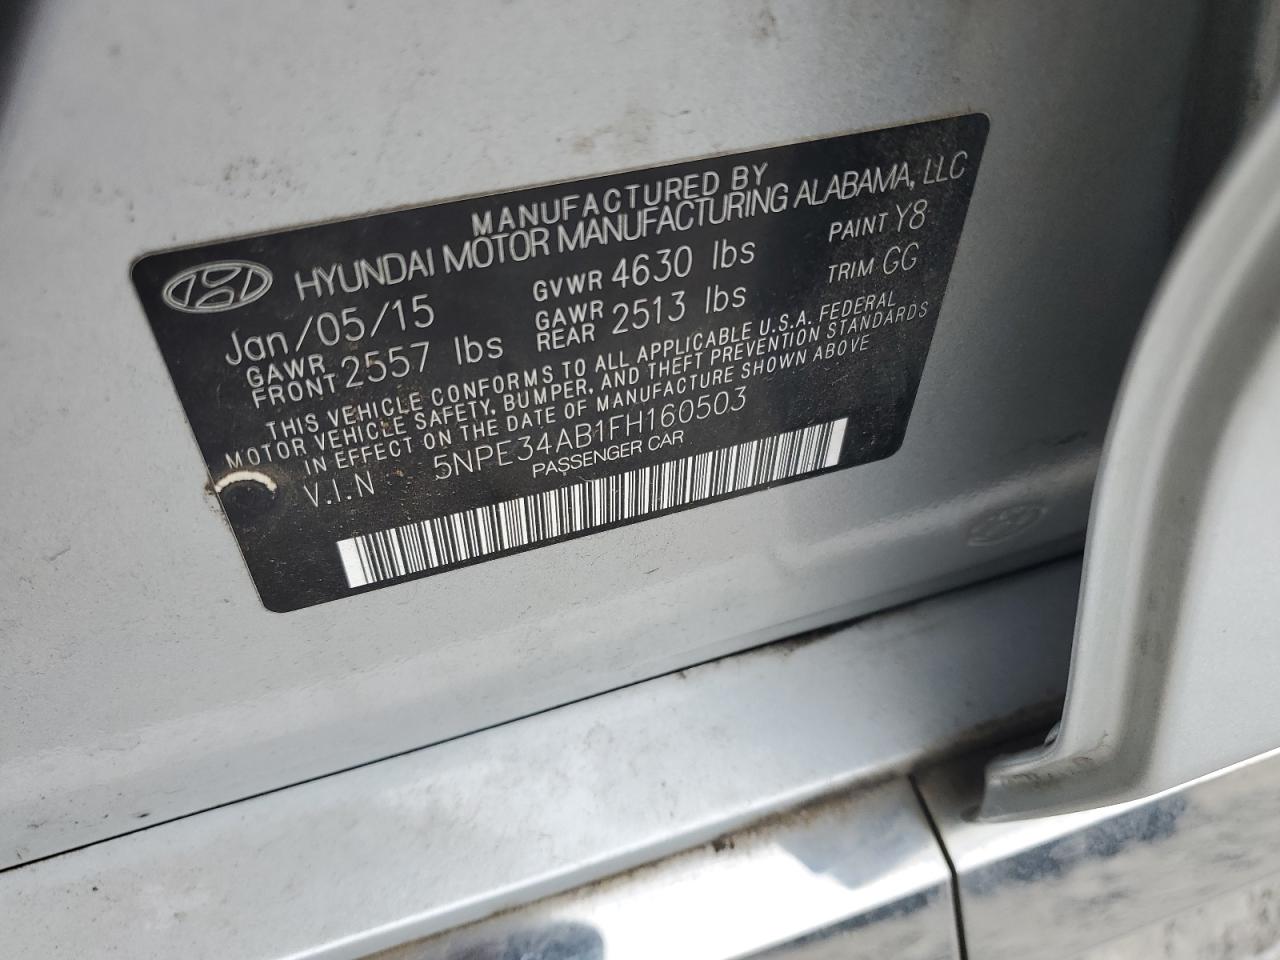 MANUFACTURED BY
HYUNDAI MOTOR MANUFACTURING ALABAMA, LLC
Jan/05/15 GVWR 4630 lbs PAINT Y8
GAWR FRONT 2557 lbs GAWR REAR 2513 lbs TRIM GG
THIS VEHICLE CONFORMS TO ALL APPLICABLE U.S.A. FEDERAL
MOTOR VEHICLE SAFETY, BUMPER, AND THEFT PREVENTION STANDARDS
IN EFFECT ON THE DATE OF MANUFACTURE SHOWN ABOVE
V.I.N 5NPE34AB1FH160503
PASSENGER CAR